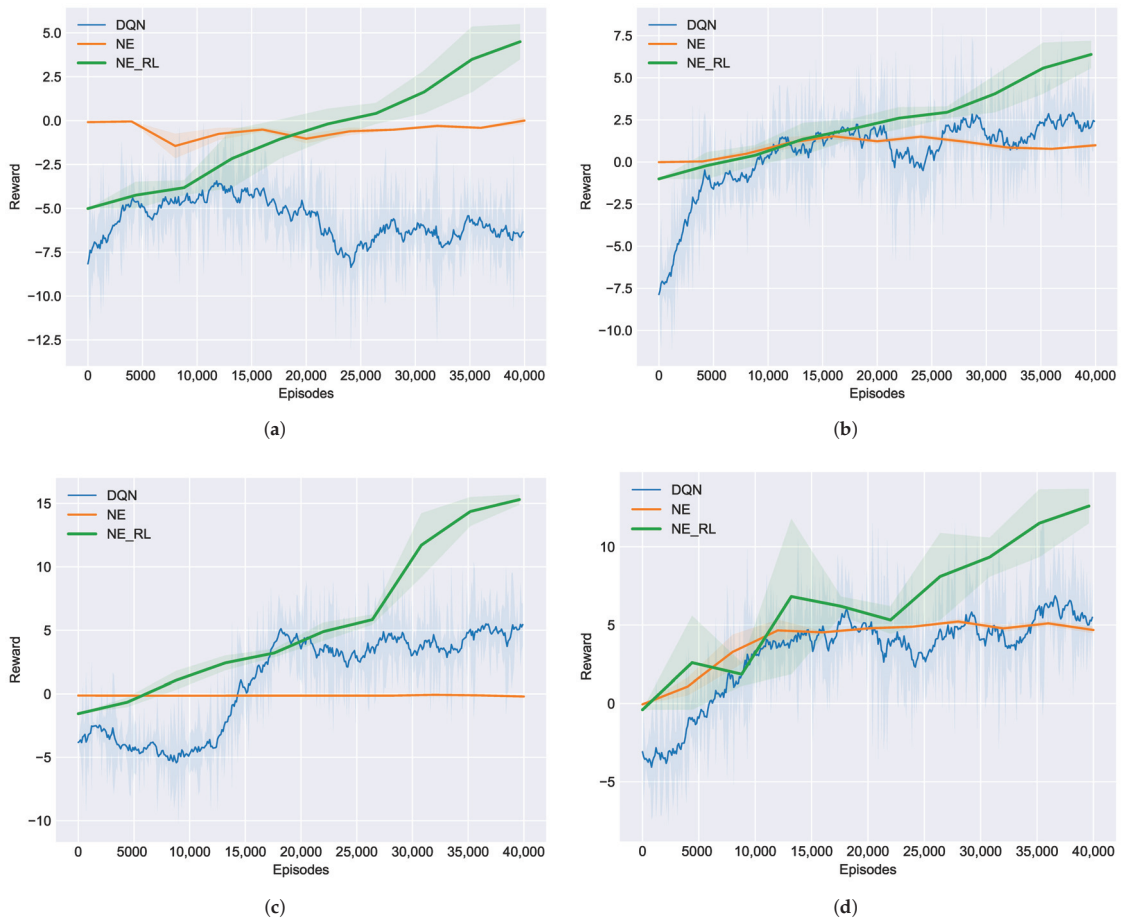 DQN
NE
NE_RL
5.0
2.5
0.0
−2.5
−5.0
−7.5
−10.0
−12.5
Reward
0 5000 10,000 15,000 20,000 25,000 30,000 35,000 40,000
Episodes
(a)
DQN
NE
NE_RL
7.5
5.0
2.5
0.0
−2.5
−5.0
−7.5
−10.0
Reward
0 5000 10,000 15,000 20,000 25,000 30,000 35,000 40,000
Episodes
(b)
DQN
NE
NE_RL
15
10
5
0
−5
−10
Reward
0 5000 10,000 15,000 20,000 25,000 30,000 35,000 40,000
Episodes
(c)
DQN
NE
NE_RL
10
5
0
−5
Reward
0 5000 10,000 15,000 20,000 25,000 30,000 35,000 40,000
Episodes
(d)